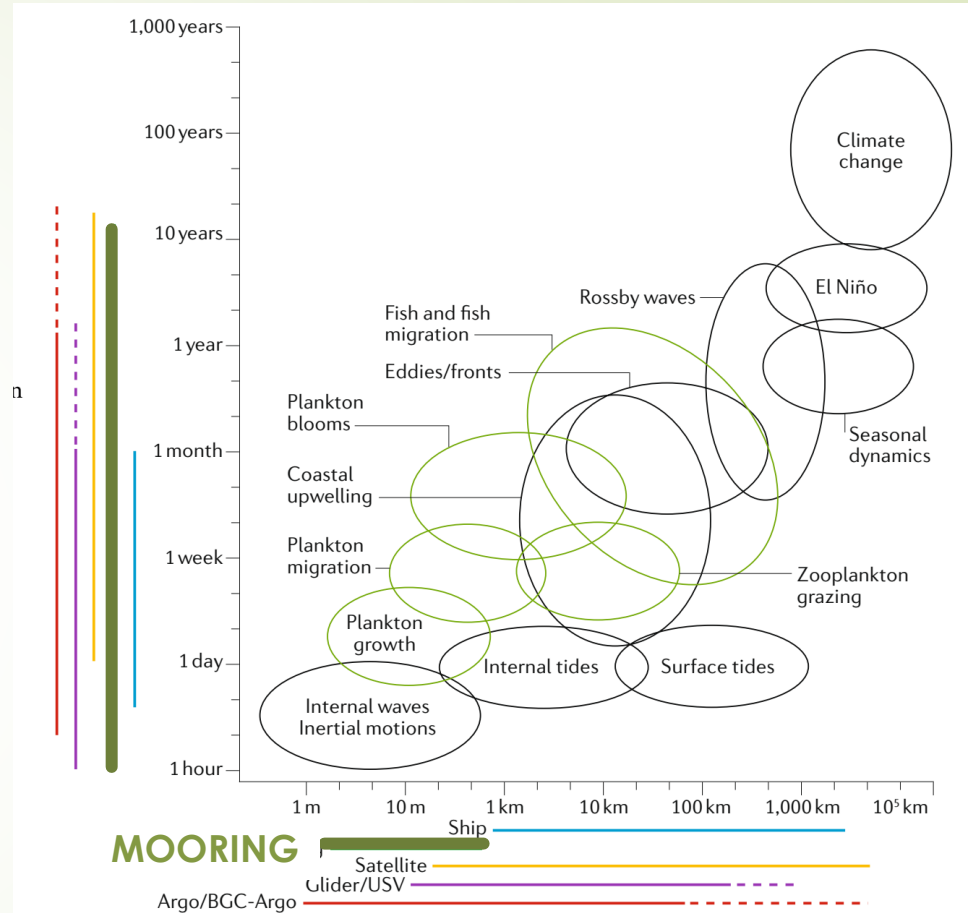 1,000 years
100 years
10 years
1 year
1 month
1 week
1 day
1 hour
n
Climate
change
El Niño
Rossby waves
Fish and fish
migration
Eddies/fronts
Plankton
blooms
Seasonal
dynamics
Coastal
upwelling
Plankton
migration
Zooplankton
grazing
Plankton
growth
Internal tides
Surface tides
Internal waves
Inertial motions
1 m
10 m
1 km
10 km
100 km
1,000 km
10⁵ km
Ship
MOORING
Satellite
Glider/USV
Argo/BGC-Argo